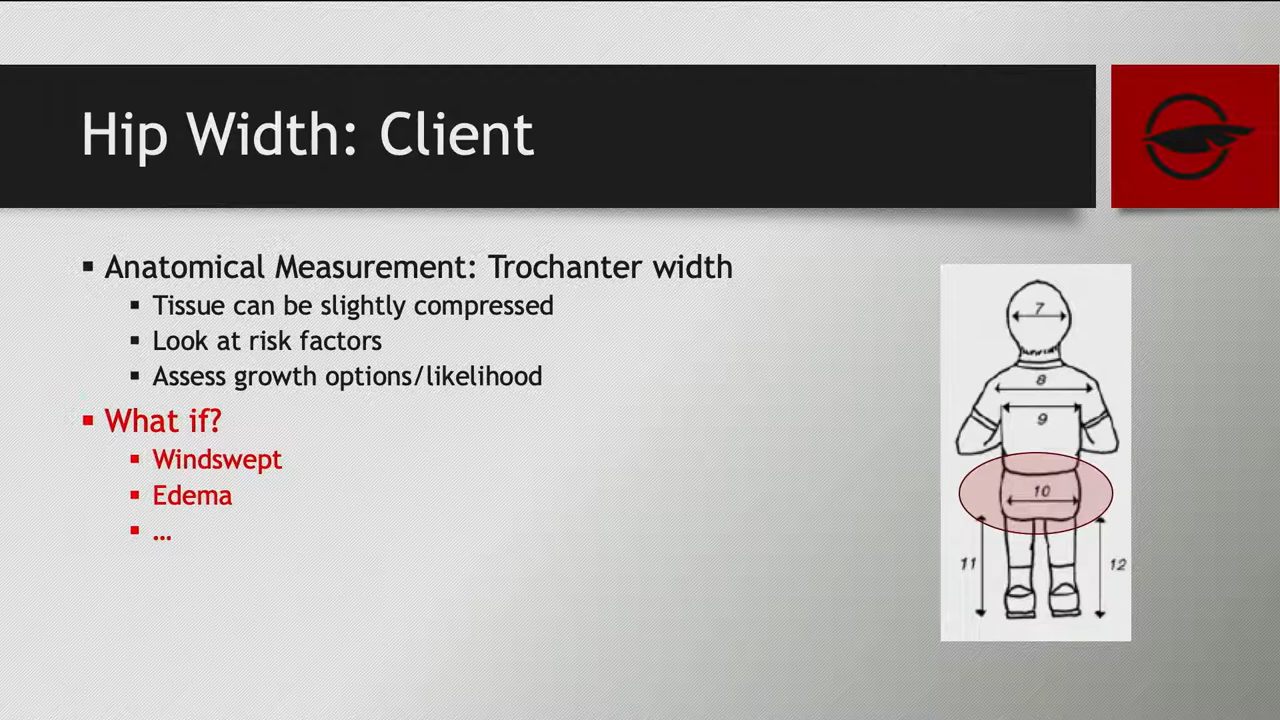 Hip Width: Client
▪ Anatomical Measurement: Trochanter width
▪ Tissue can be slightly compressed
▪ Look at risk factors
▪ Assess growth options/likelihood
▪ What if?
▪ Windswept
▪ Edema
▪ …
7
8
9
10
11
12